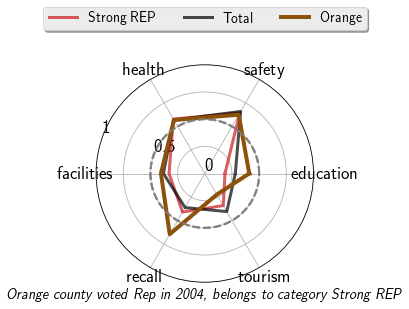 Strong REP Total Orange
health safety
1
0.5
0
facilities education
recall tourism
Orange county voted Rep in 2004, belongs to category Strong REP